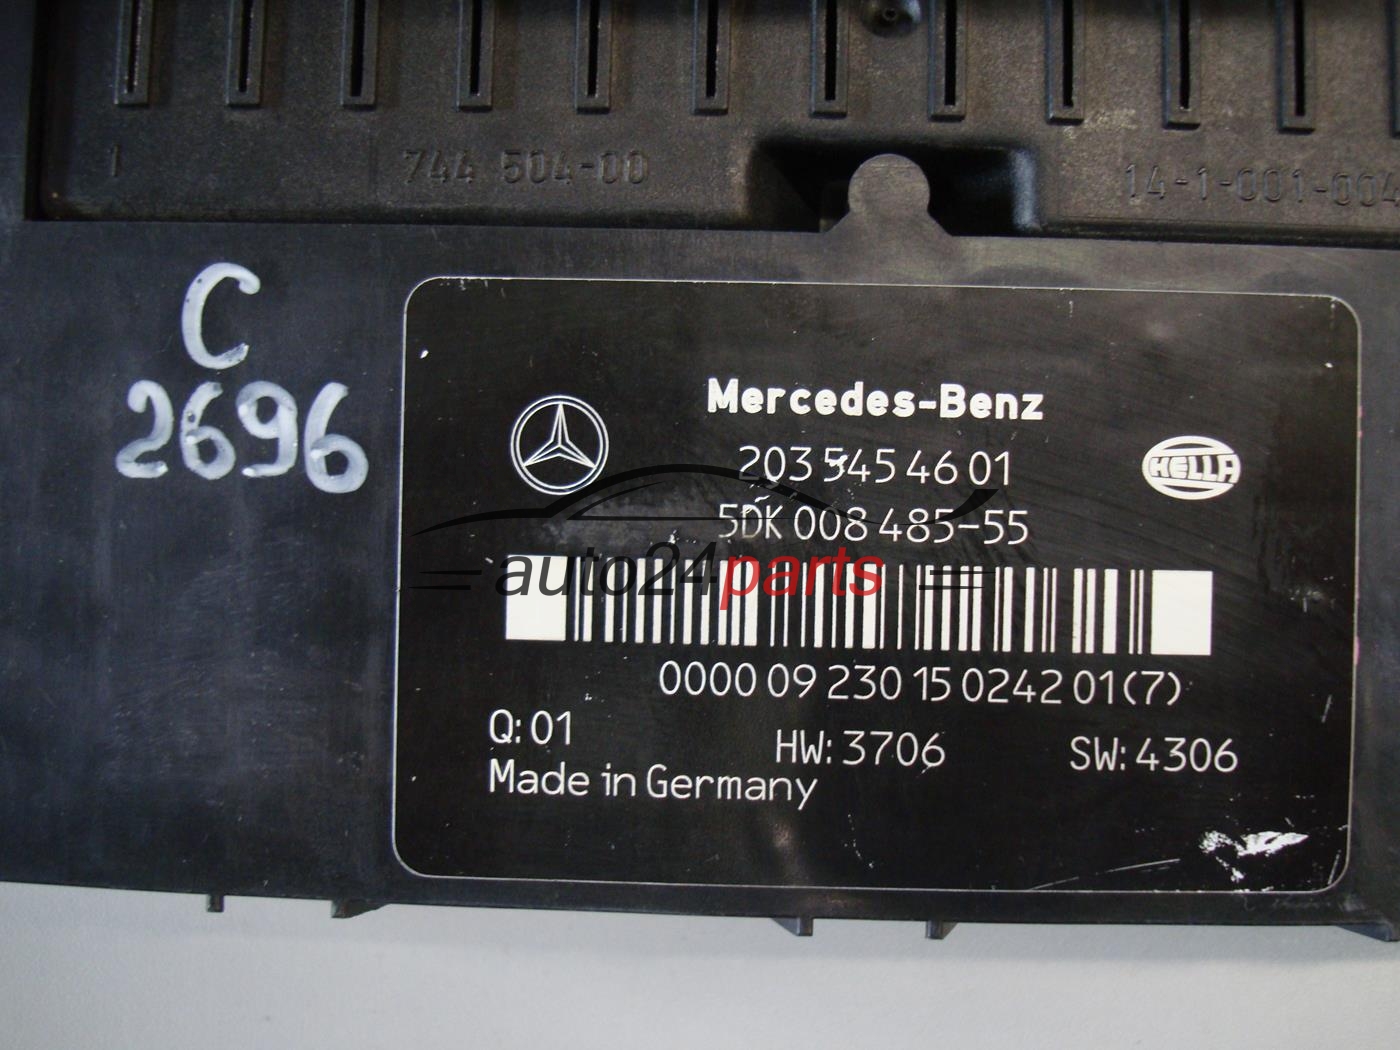 1 744 504-00 14-1-001-004
C
2696
Mercedes-Benz
203 545 46 01
HELLA
5DK 008 485-55
auto24parts
0000 09 230 15 0242 01(7)
Q: 01
HW: 3706
SW: 4306
Made in Germany